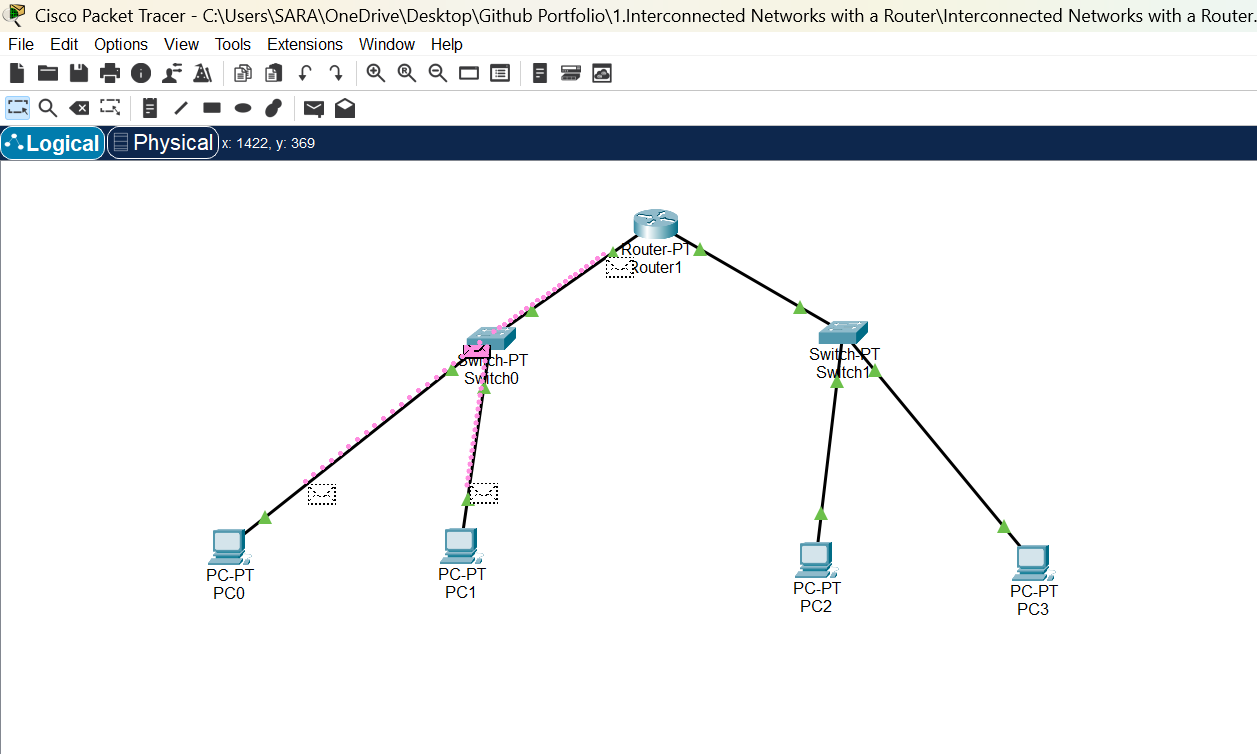 Cisco Packet Tracer - C:\Users\SARA\OneDrive\Desktop\Github Portfolio\1.Interconnected Networks with a Router\Interconnected Networks with a Router.
File Edit Options View Tools Extensions Window Help
Logical Physical x: 1422, y: 369
Router-PT
Router1
Switch-PT
Switch0
Switch-PT
Switch1
PC-PT
PC0
PC-PT
PC1
PC-PT
PC2
PC-PT
PC3